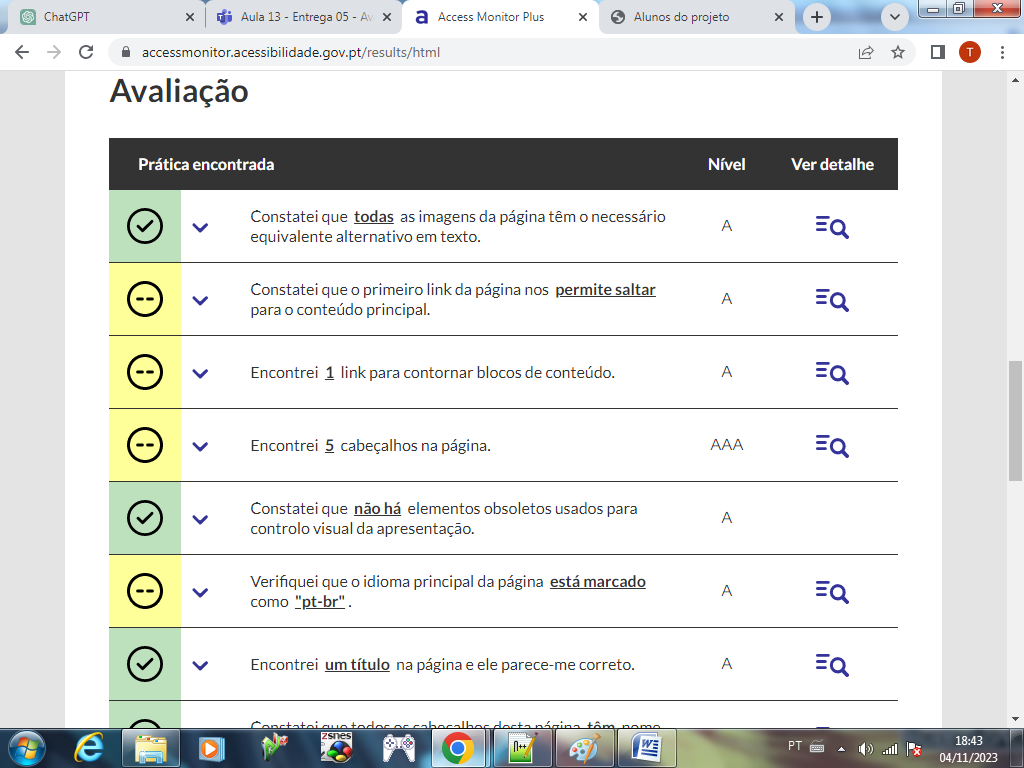 ChatGPT
Aula 13 - Entrega 05 - Av
Access Monitor Plus
Alunos do projeto
accessmonitor.acessibilidade.gov.pt/results/html
T
Avaliação
Prática encontrada Nível Ver detalhe
Constatei que todas as imagens da página têm o necessário
equivalente alternativo em texto.
A
Constatei que o primeiro link da página nos permite saltar
para o conteúdo principal.
A
Encontrei 1 link para contornar blocos de conteúdo.
A
Encontrei 5 cabeçalhos na página.
AAA
Constatei que não há elementos obsoletos usados para
controlo visual da apresentação.
A
Verifiquei que o idioma principal da página está marcado
como "pt-br" .
A
Encontrei um título na página e ele parece-me correto.
A
Constatei que todos os cabeçalhos desta página têm nome
ZSNES
PT
18:43
04/11/2023